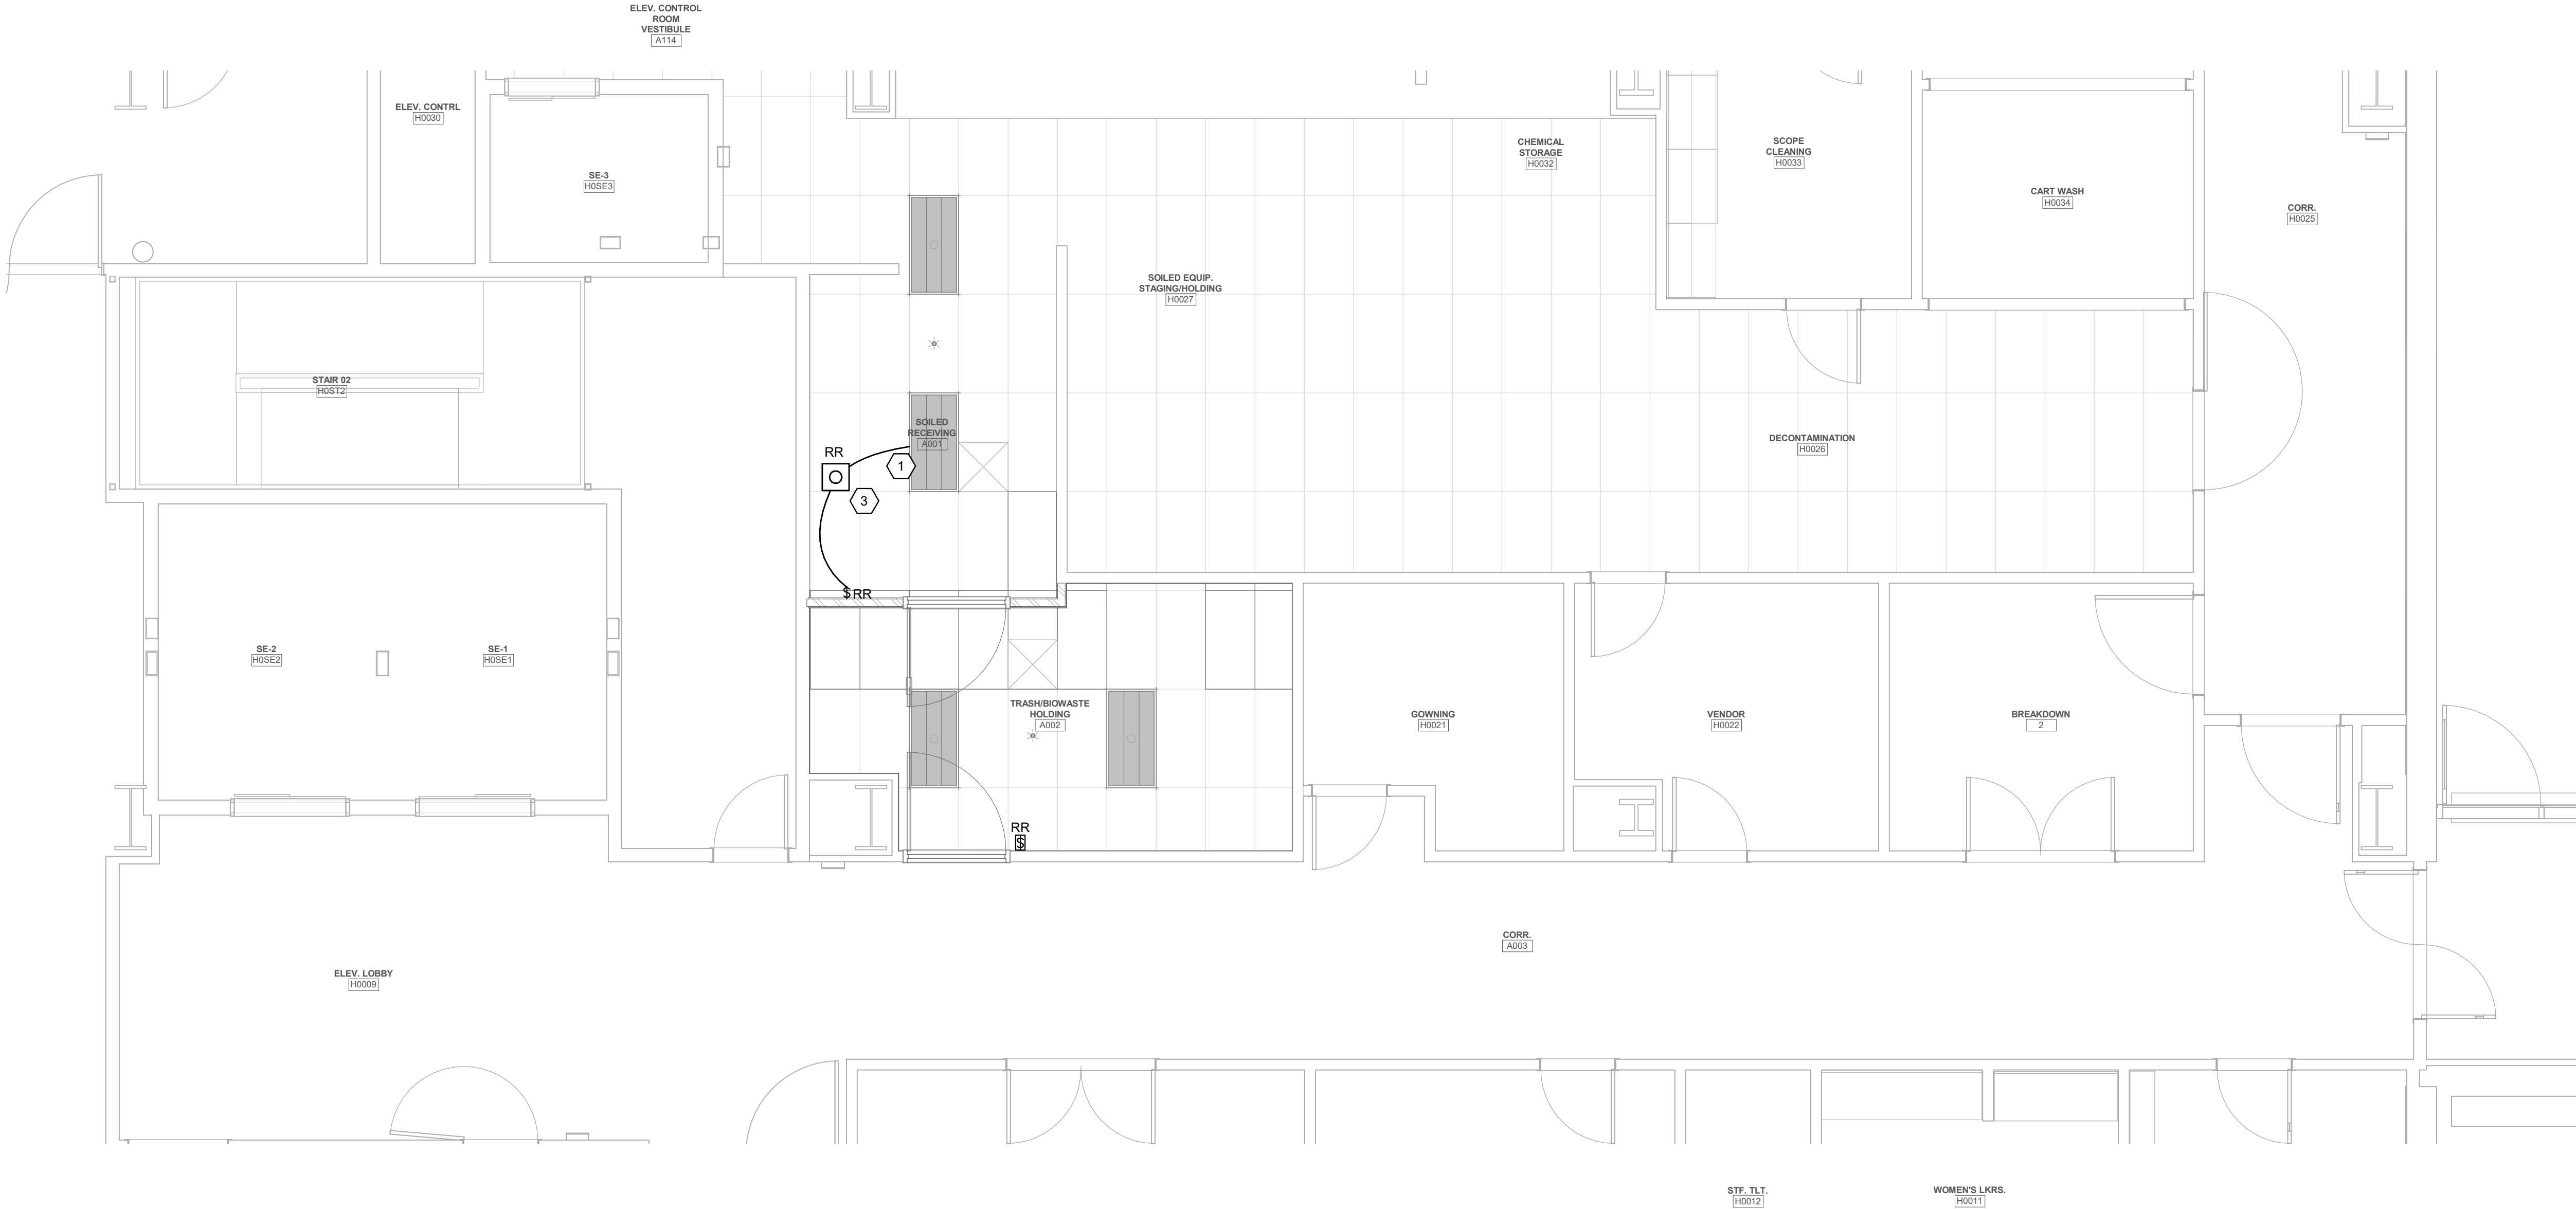 ELEV. CONTROL
ROOM
VESTIBULE
A114
ELEV. CONTRL
H0030
SE-3
H0SE3
CHEMICAL
STORAGE
H0032
SCOPE
CLEANING
H0033
CART WASH
H0034
CORR.
H0025
SOILED EQUIP.
STAGING/HOLDING
H0027
STAIR 02
H0ST2
SOILED
RECEIVING
A001
DECONTAMINATION
H0026
RR
1
3
$ RR
SE-2
H0SE2
SE-1
H0SE1
TRASH/BIOWASTE
HOLDING
A002
GOWNING
H0021
VENDOR
H0022
BREAKDOWN
2
RR
$
CORR.
A003
ELEV. LOBBY
H0009
STF. TLT.
H0012
WOMEN'S LKRS.
H0011